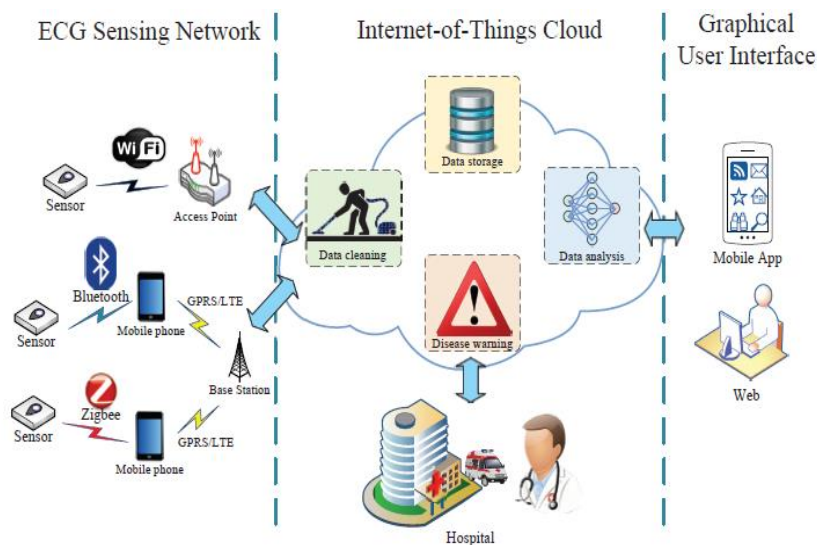 ECG Sensing Network
Internet-of-Things Cloud
Graphical
User Interface
WiFi
Sensor
Access Point
Bluetooth
GPRS/LTE
Sensor
Mobile phone
Base Station
Zigbee
Sensor
GPRS/LTE
Mobile phone
Data storage
Data cleaning
Data analysis
Disease warning
Hospital
Mobile App
Web